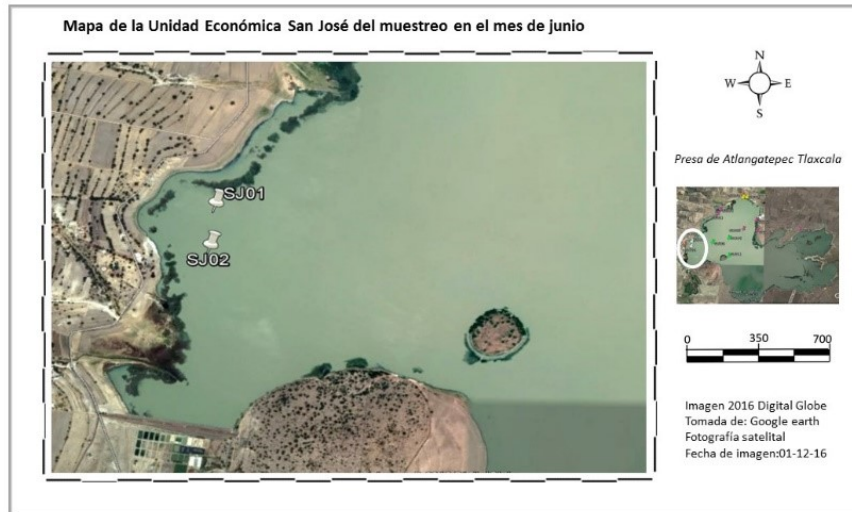 Mapa de la Unidad Económica San José del muestreo en el mes de junio
SJ01
SJ02
N
W E
S
Presa de Atlangatepec Tlaxcala
0 350 700
Imagen 2016 Digital Globe
Tomada de: Google earth
Fotografía satelital
Fecha de imagen:01-12-16